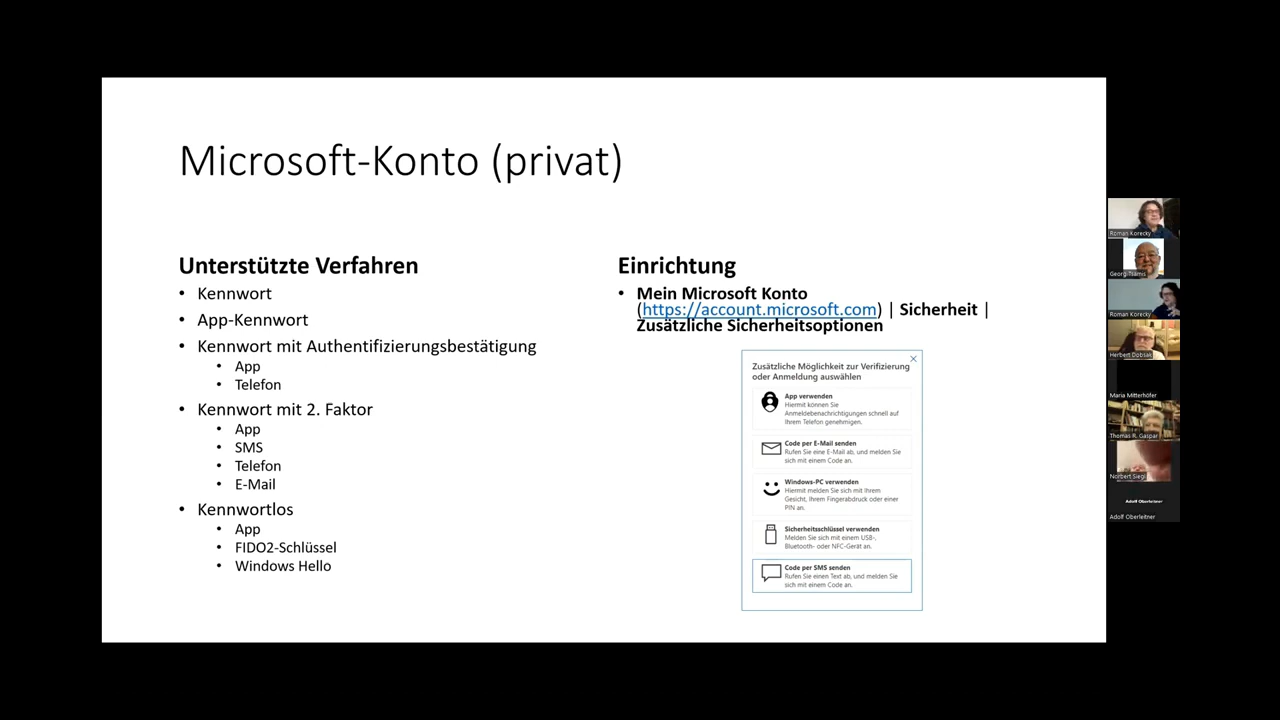 Microsoft-Konto (privat)
Unterstützte Verfahren
• Kennwort
• App-Kennwort
• Kennwort mit Authentifizierungsbestätigung
• App
• Telefon
• Kennwort mit 2. Faktor
• App
• SMS
• Telefon
• E-Mail
• Kennwortlos
• App
• FIDO2-Schlüssel
• Windows Hello
Einrichtung
• Mein Microsoft Konto
(https://account.microsoft.com) | Sicherheit |
Zusätzliche Sicherheitsoptionen
Zusätzliche Möglichkeit zur Verifizierung
oder Anmeldung auswählen
App verwenden
Hiermit können Sie
Anmeldebenachrichtigungen schnell auf
Ihrem Telefon genehmigen.
Code per E-Mail senden
Rufen Sie eine E-Mail ab, und melden Sie
sich mit einem Code an.
Windows-PC verwenden
Hiermit melden Sie sich mit Ihrem
Gesicht, Ihrem Fingerabdruck oder einer
PIN an.
Sicherheitsschlüssel verwenden
Melden Sie sich mit einem USB-,
Bluetooth- oder NFC-Gerät an.
Code per SMS senden
Rufen Sie einen Text ab, und melden Sie
sich mit einem Code an.
Roman Korecky
Georg Tsamis
Roman Korecky
Herbert Dobiak
Maria Mitterhöfer
Thomas R. Gaspar
Norbert Siegl
Adolf Oberleitner
Adolf Oberleitner